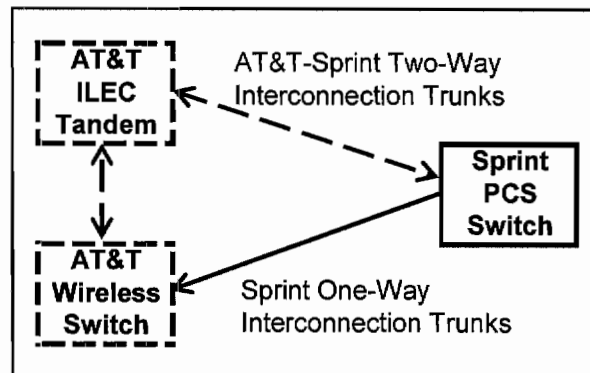 AT&T
ILEC
Tandem
AT&T-Sprint Two-Way
Interconnection Trunks
Sprint
PCS
Switch
AT&T
Wireless
Switch
Sprint One-Way
Interconnection Trunks